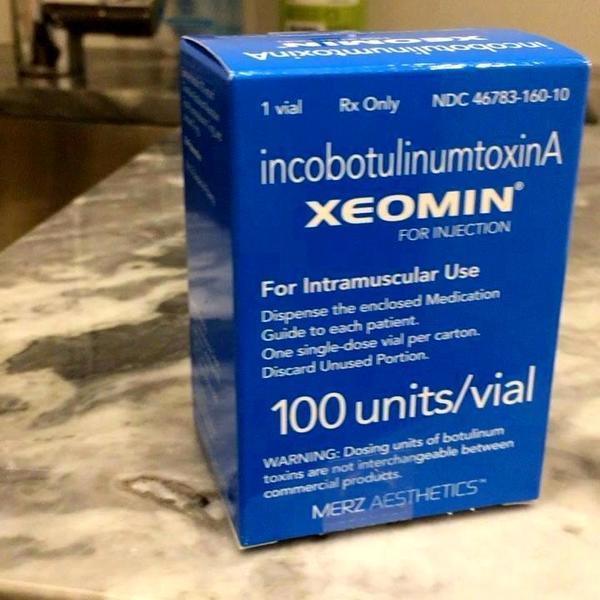 incobotulinumtoxinA
XEOMIN
1 vial Rx Only NDC 46783-160-10
incobotulinumtoxinA
XEOMIN®
FOR INJECTION
For Intramuscular Use
Dispense the enclosed Medication
Guide to each patient.
One single-dose vial per carton.
Discard Unused Portion.
100 units/vial
WARNING: Dosing units of botulinum
toxins are not interchangeable between
commercial products.
MERZ AESTHETICS™